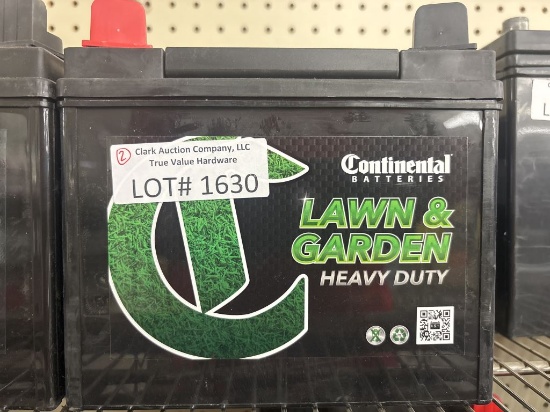 2
Clark Auction Company, LLC
True Value Hardware
LOT# 1630
Continental
BATTERIES
LAWN &
GARDEN
HEAVY DUTY